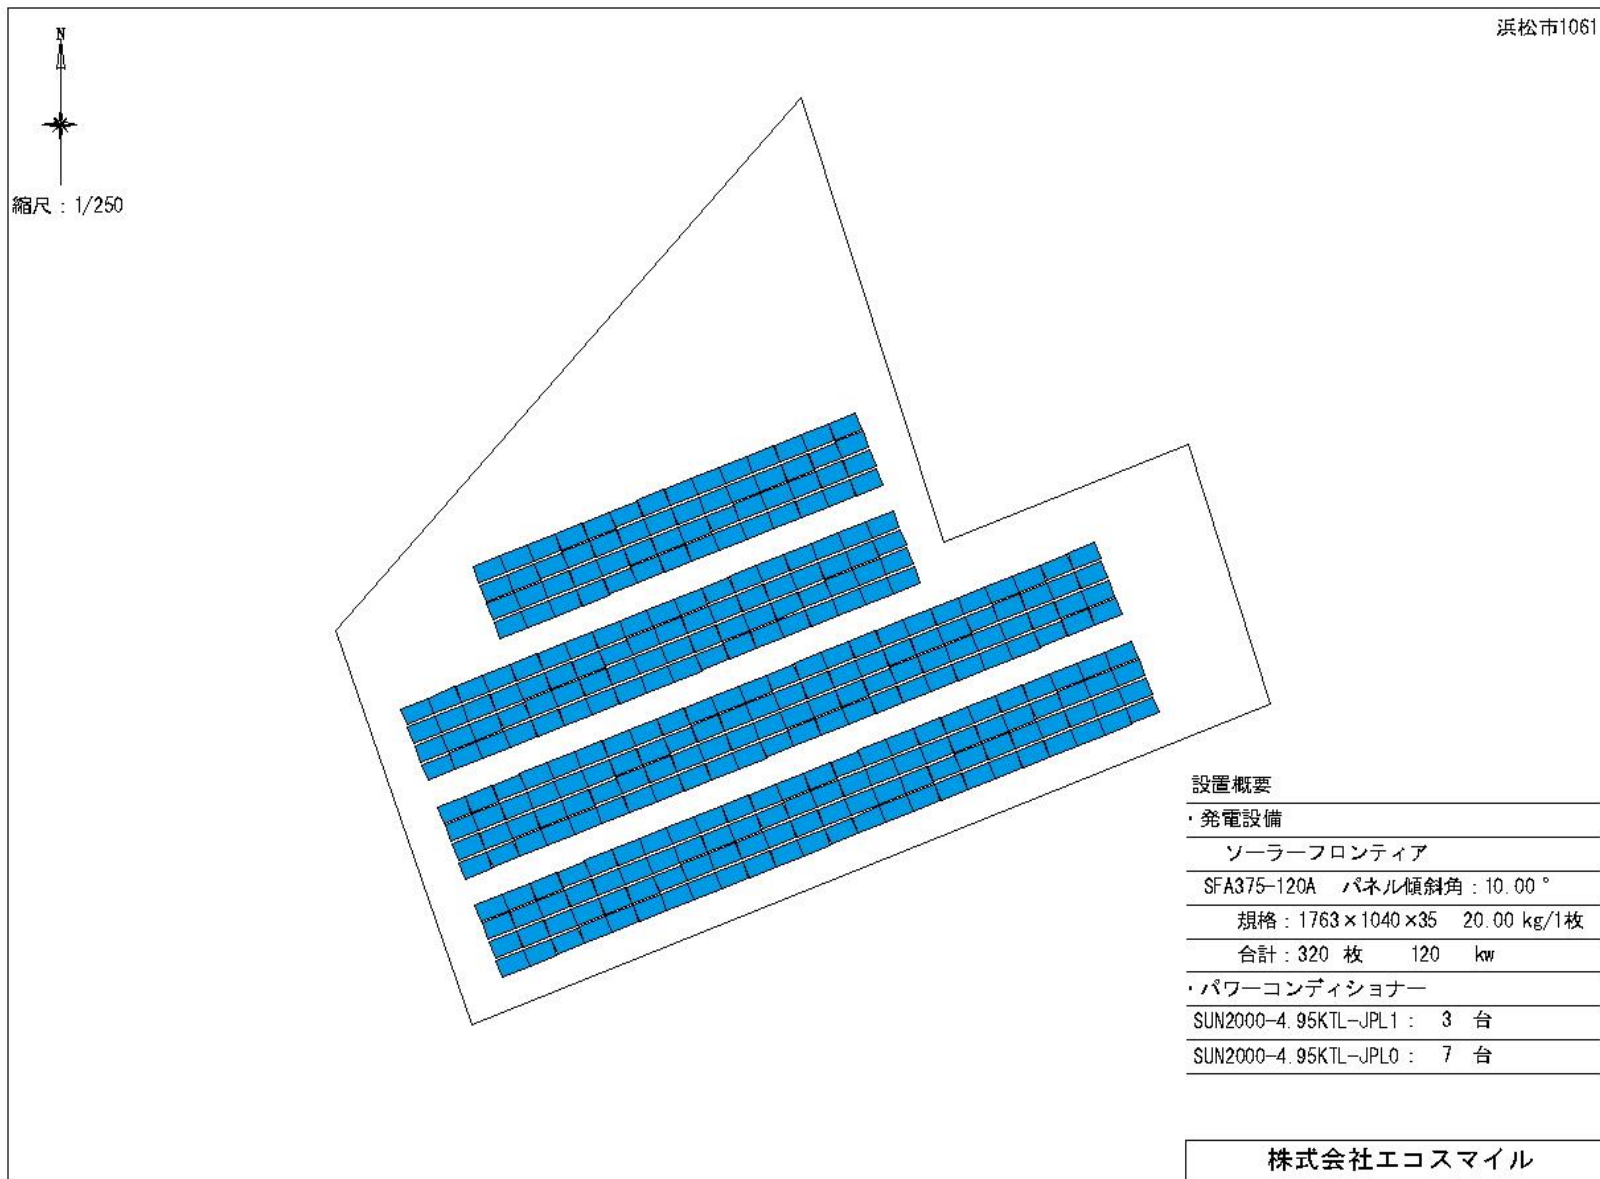 浜松市1061
N
縮尺：1/250
設置概要
・発電設備
ソーラーフロンティア
SFA375-120A パネル傾斜角：10.00°
規格：1763×1040×35 20.00 kg/1枚
合計：320 枚 120 kw
・パワーコンディショナー
SUN2000-4.95KTL-JPL1： 3 台
SUN2000-4.95KTL-JPL0： 7 台
株式会社エコスマイル